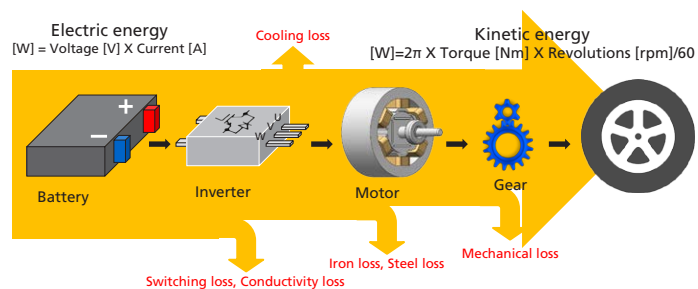 Electric energy
[W] = Voltage [V] X Current [A]
Cooling loss
Kinetic energy
[W]=2π X Torque [Nm] X Revolutions [rpm]/60
+
−
U
V
W
Battery
Inverter
Motor
Gear
Switching loss, Conductivity loss
Iron loss, Steel loss
Mechanical loss